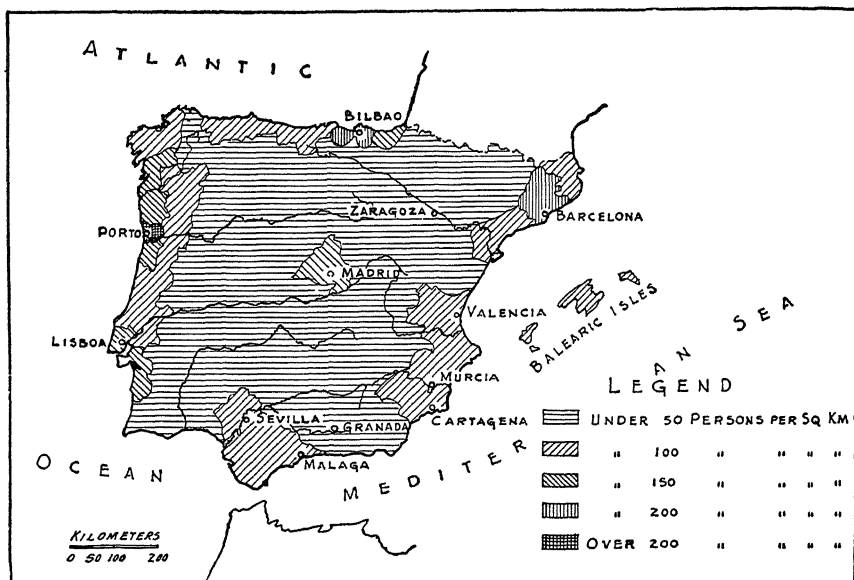 ATLANTIC
BILBAO
ZARAGOZA
BARCELONA
PORTO
MADRID
VALENCIA
BALEARIC ISLES
LISBOA
MURCIA
CARTAGENA
SEVILLA
GRANADA
MALAGA
OCEAN
MEDITER
AN SEA
LEGEND
UNDER 50 PERSONS PER SQ KM
" 100 " " " "
" 150 " " " "
" 200 " " " "
OVER 200 " " " "
KILOMETERS
0 50 100 200